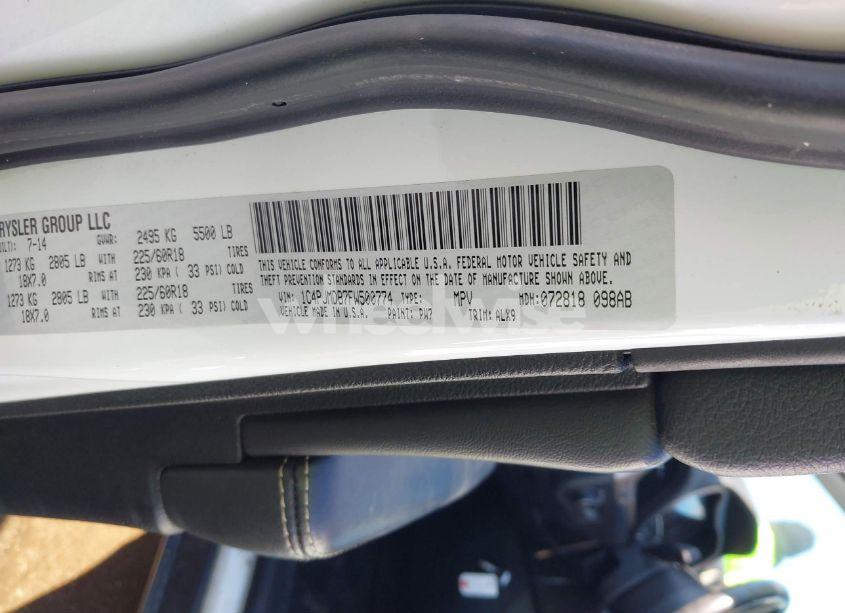 RYSLER GROUP LLC
7-14 GVWR: 2495 KG 5500 LB
1273 KG 2805 LB WITH 225/60R18 TIRES
18X7.0 RIMS AT 230 KPA ( 33 PSI) COLD
1273 KG 2805 LB WITH 225/60R18 TIRES
18X7.0 RIMS AT 230 KPA ( 33 PSI) COLD
THIS VEHICLE CONFORMS TO ALL APPLICABLE U.S.A. FEDERAL MOTOR VEHICLE SAFETY AND
THEFT PREVENTION STANDARDS IN EFFECT ON THE DATE OF MANUFACTURE SHOWN ABOVE.
VIN: 1C4PJMDB7FW500774 TYPE: MPV MDH: 072818 098AB
VEHICLE MADE IN U.S.A. PAINT: PW7 TRIM: ALX9
wheelwise